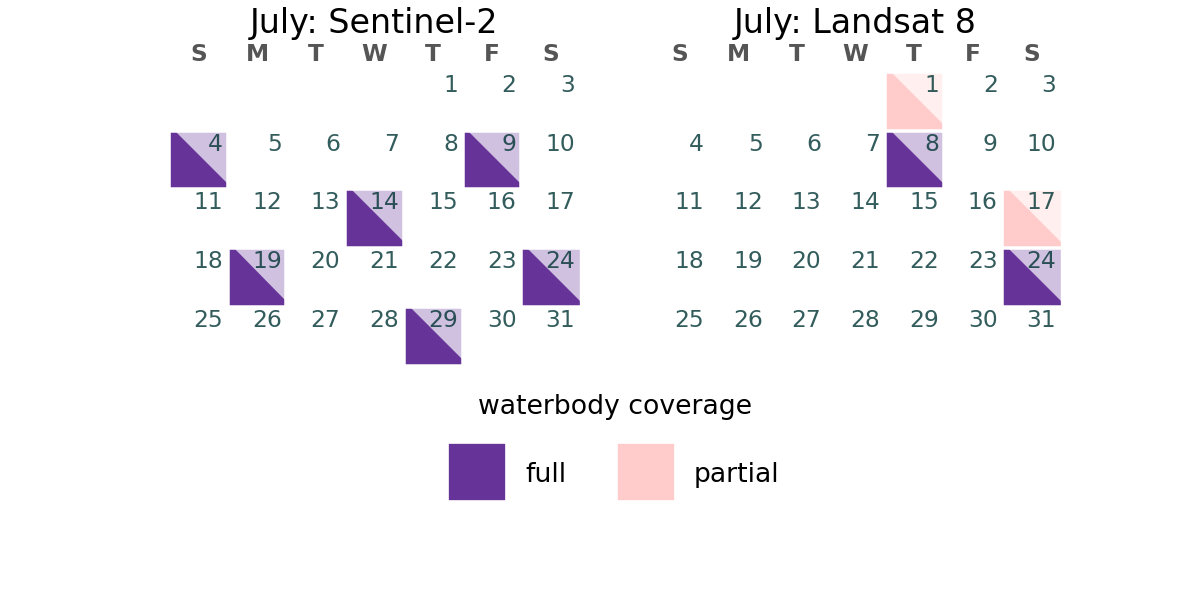 July: Sentinel-2
S M T W T F S
1 2 3
4 5 6 7 8 9 10
11 12 13 14 15 16 17
18 19 20 21 22 23 24
25 26 27 28 29 30 31
July: Landsat 8
S M T W T F S
1 2 3
4 5 6 7 8 9 10
11 12 13 14 15 16 17
18 19 20 21 22 23 24
25 26 27 28 29 30 31
waterbody coverage
full partial